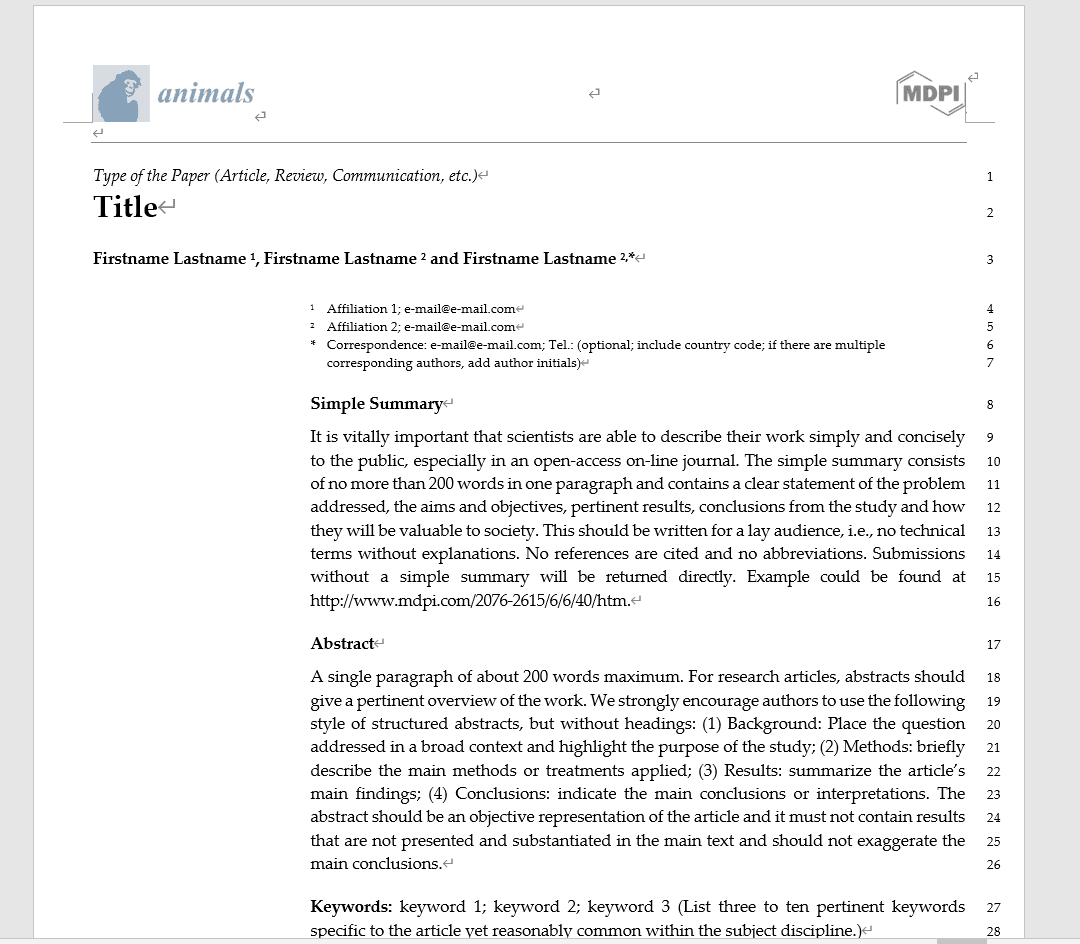 animals
MDPI
Type of the Paper (Article, Review, Communication, etc.) 1
Title 2
Firstname Lastname ¹, Firstname Lastname ² and Firstname Lastname ²,* 3
¹ Affiliation 1; e-mail@e-mail.com 4
² Affiliation 2; e-mail@e-mail.com 5
* Correspondence: e-mail@e-mail.com; Tel.: (optional; include country code; if there are multiple 6
corresponding authors, add author initials) 7
Simple Summary 8
It is vitally important that scientists are able to describe their work simply and concisely 9
to the public, especially in an open-access on-line journal. The simple summary consists 10
of no more than 200 words in one paragraph and contains a clear statement of the problem 11
addressed, the aims and objectives, pertinent results, conclusions from the study and how 12
they will be valuable to society. This should be written for a lay audience, i.e., no technical 13
terms without explanations. No references are cited and no abbreviations. Submissions 14
without a simple summary will be returned directly. Example could be found at 15
http://www.mdpi.com/2076-2615/6/6/40/htm. 16
Abstract 17
A single paragraph of about 200 words maximum. For research articles, abstracts should 18
give a pertinent overview of the work. We strongly encourage authors to use the following 19
style of structured abstracts, but without headings: (1) Background: Place the question 20
addressed in a broad context and highlight the purpose of the study; (2) Methods: briefly 21
describe the main methods or treatments applied; (3) Results: summarize the article’s 22
main findings; (4) Conclusions: indicate the main conclusions or interpretations. The 23
abstract should be an objective representation of the article and it must not contain results 24
that are not presented and substantiated in the main text and should not exaggerate the 25
main conclusions. 26
Keywords: keyword 1; keyword 2; keyword 3 (List three to ten pertinent keywords 27
specific to the article yet reasonably common within the subject discipline.) 28